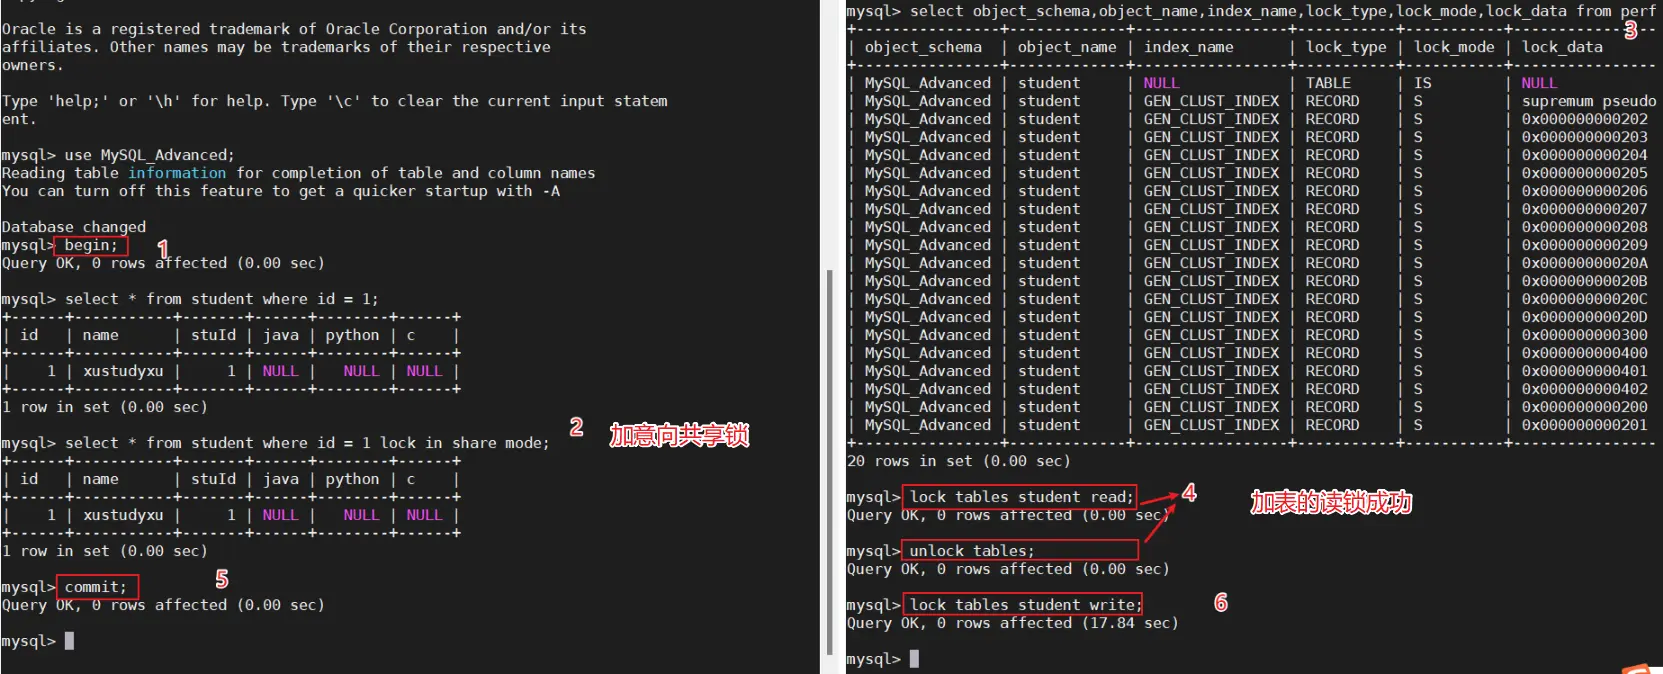 Oracle is a registered trademark of Oracle Corporation and/or its
affiliates. Other names may be trademarks of their respective
owners.
Type 'help;' or '\h' for help. Type '\c' to clear the current input statem
ent.
mysql> use MySQL_Advanced;
Reading table information for completion of table and column names
You can turn off this feature to get a quicker startup with -A
Database changed
mysql> begin; 1
Query OK, 0 rows affected (0.00 sec)
mysql> select * from student where id = 1;
+------+-----------+-------+------+--------+------+
| id | name | stuId | java | python | c |
+------+-----------+-------+------+--------+------+
| 1 | xustudyxu | 1 | NULL | NULL | NULL |
+------+-----------+-------+------+--------+------+
1 row in set (0.00 sec)
2 加意向共享锁
mysql> select * from student where id = 1 lock in share mode;
+------+-----------+-------+------+--------+------+
| id | name | stuId | java | python | c |
+------+-----------+-------+------+--------+------+
| 1 | xustudyxu | 1 | NULL | NULL | NULL |
+------+-----------+-------+------+--------+------+
1 row in set (0.00 sec)
mysql> commit; 5
Query OK, 0 rows affected (0.00 sec)
mysql>
mysql> select object_schema,object_name,index_name,lock_type,lock_mode,lock_data from perf
3
| object_schema | object_name | index_name | lock_type | lock_mode | lock_data
| MySQL_Advanced | student | NULL | TABLE | IS | NULL
| MySQL_Advanced | student | GEN_CLUST_INDEX | RECORD | S | supremum pseudo
| MySQL_Advanced | student | GEN_CLUST_INDEX | RECORD | S | 0x000000000202
| MySQL_Advanced | student | GEN_CLUST_INDEX | RECORD | S | 0x000000000203
| MySQL_Advanced | student | GEN_CLUST_INDEX | RECORD | S | 0x000000000204
| MySQL_Advanced | student | GEN_CLUST_INDEX | RECORD | S | 0x000000000205
| MySQL_Advanced | student | GEN_CLUST_INDEX | RECORD | S | 0x000000000206
| MySQL_Advanced | student | GEN_CLUST_INDEX | RECORD | S | 0x000000000207
| MySQL_Advanced | student | GEN_CLUST_INDEX | RECORD | S | 0x000000000208
| MySQL_Advanced | student | GEN_CLUST_INDEX | RECORD | S | 0x000000000209
| MySQL_Advanced | student | GEN_CLUST_INDEX | RECORD | S | 0x00000000020A
| MySQL_Advanced | student | GEN_CLUST_INDEX | RECORD | S | 0x00000000020B
| MySQL_Advanced | student | GEN_CLUST_INDEX | RECORD | S | 0x00000000020C
| MySQL_Advanced | student | GEN_CLUST_INDEX | RECORD | S | 0x00000000020D
| MySQL_Advanced | student | GEN_CLUST_INDEX | RECORD | S | 0x000000000300
| MySQL_Advanced | student | GEN_CLUST_INDEX | RECORD | S | 0x000000000400
| MySQL_Advanced | student | GEN_CLUST_INDEX | RECORD | S | 0x000000000401
| MySQL_Advanced | student | GEN_CLUST_INDEX | RECORD | S | 0x000000000402
| MySQL_Advanced | student | GEN_CLUST_INDEX | RECORD | S | 0x000000000200
| MySQL_Advanced | student | GEN_CLUST_INDEX | RECORD | S | 0x000000000201
20 rows in set (0.00 sec)
mysql> lock tables student read; 4 加表的读锁成功
Query OK, 0 rows affected (0.00 sec)
mysql> unlock tables;
Query OK, 0 rows affected (0.00 sec)
mysql> lock tables student write; 6
Query OK, 0 rows affected (17.84 sec)
mysql>